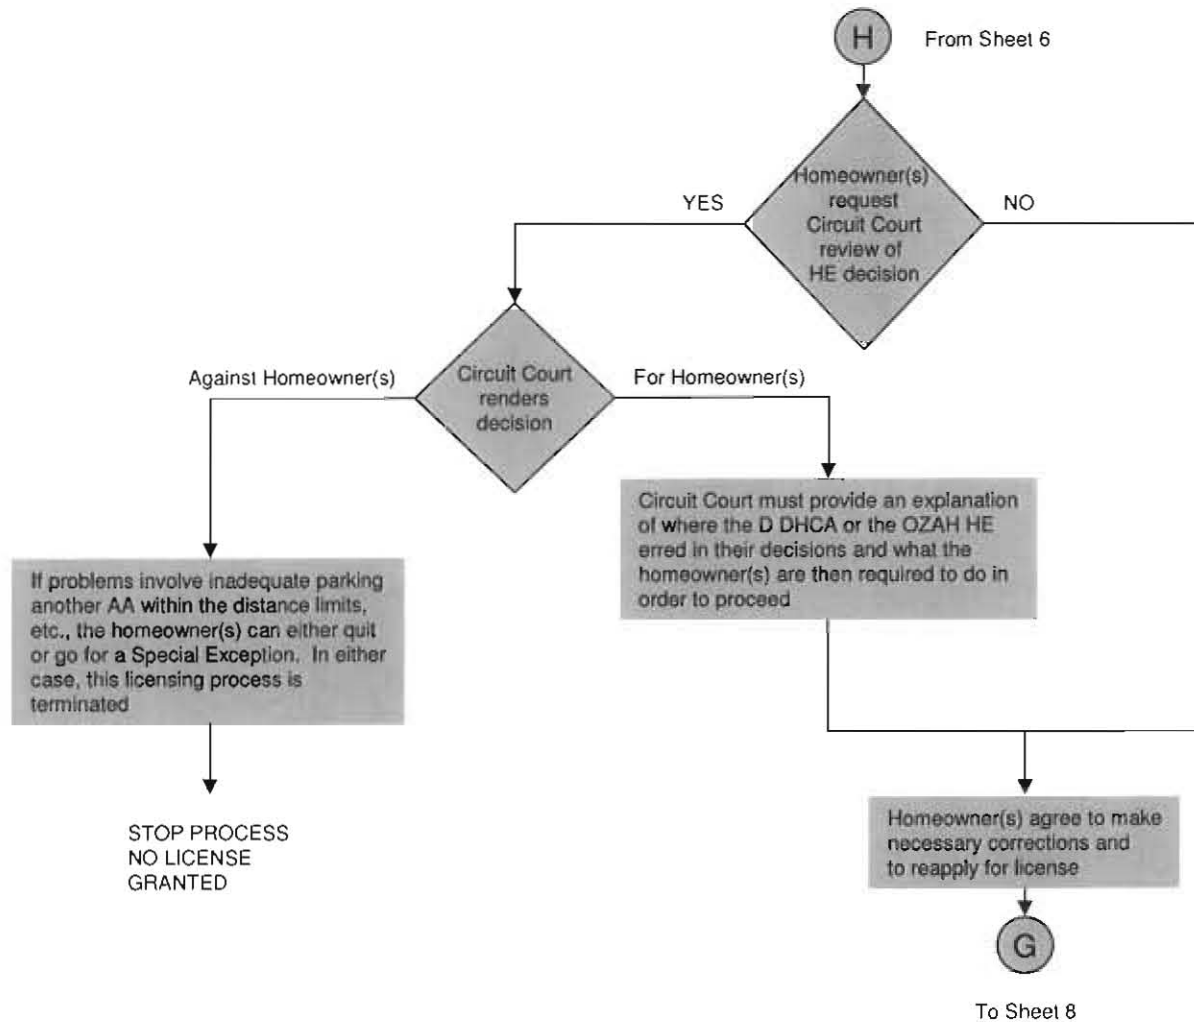 H
From Sheet 6
Homeowner(s)
request
Circuit Court
review of
HE decision
YES
NO
Circuit Court
renders
decision
Against Homeowner(s)
For Homeowner(s)
Circuit Court must provide an explanation
of where the D DHCA or the OZAH HE
erred in their decisions and what the
homeowner(s) are then required to do in
order to proceed
If problems involve inadequate parking
another AA within the distance limits,
etc., the homeowner(s) can either quit
or go for a Special Exception. In either
case, this licensing process is
terminated
STOP PROCESS
NO LICENSE
GRANTED
Homeowner(s) agree to make
necessary corrections and
to reapply for license
G
To Sheet 8